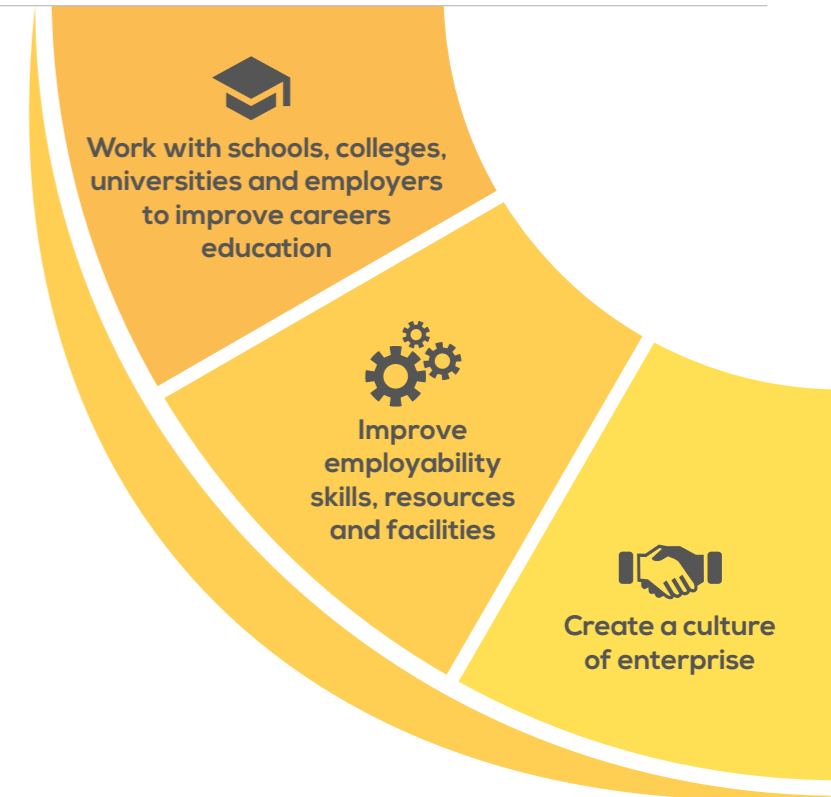 Work with schools, colleges,
universities and employers
to improve careers
education
Improve
employability
skills, resources
and facilities
Create a culture
of enterprise